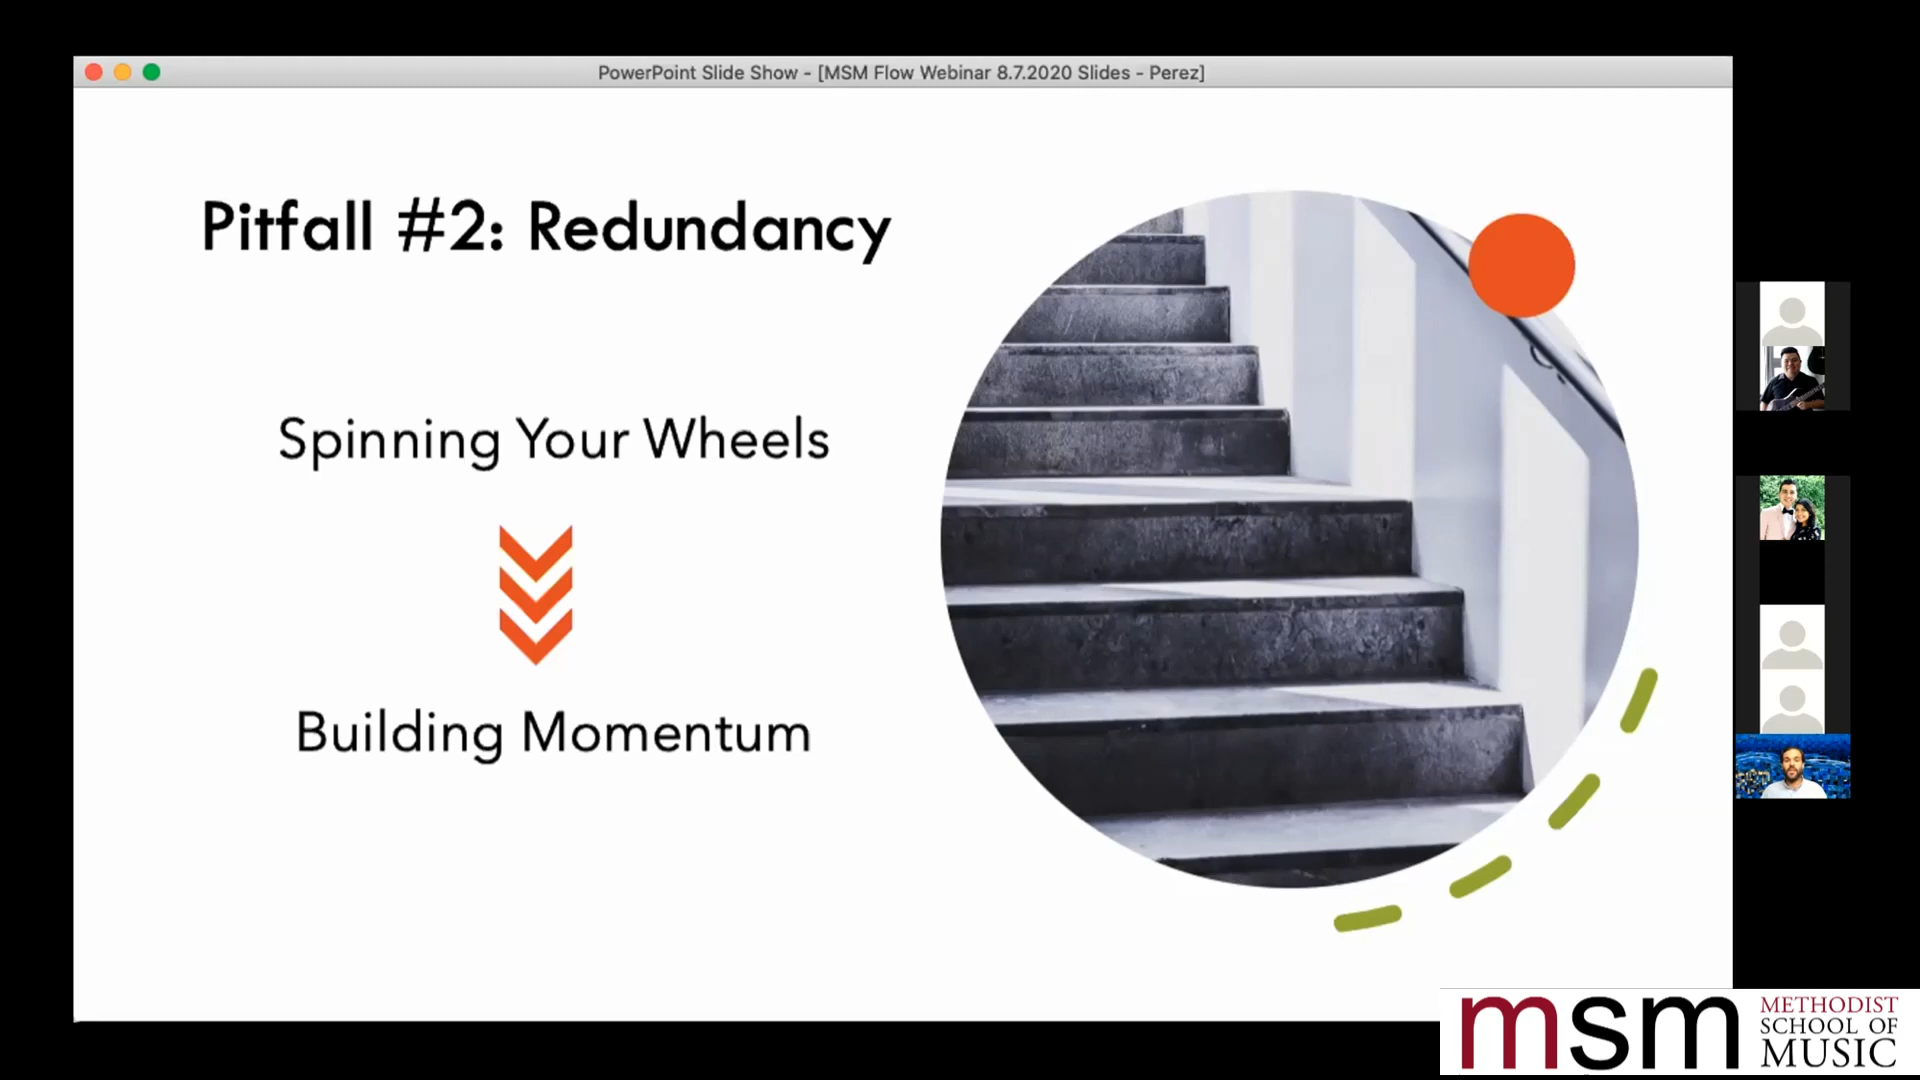 PowerPoint Slide Show - [MSM Flow Webinar 8.7.2020 Slides - Perez]
Pitfall #2: Redundancy
Spinning Your Wheels
Building Momentum
msm
METHODIST
SCHOOL OF
MUSIC